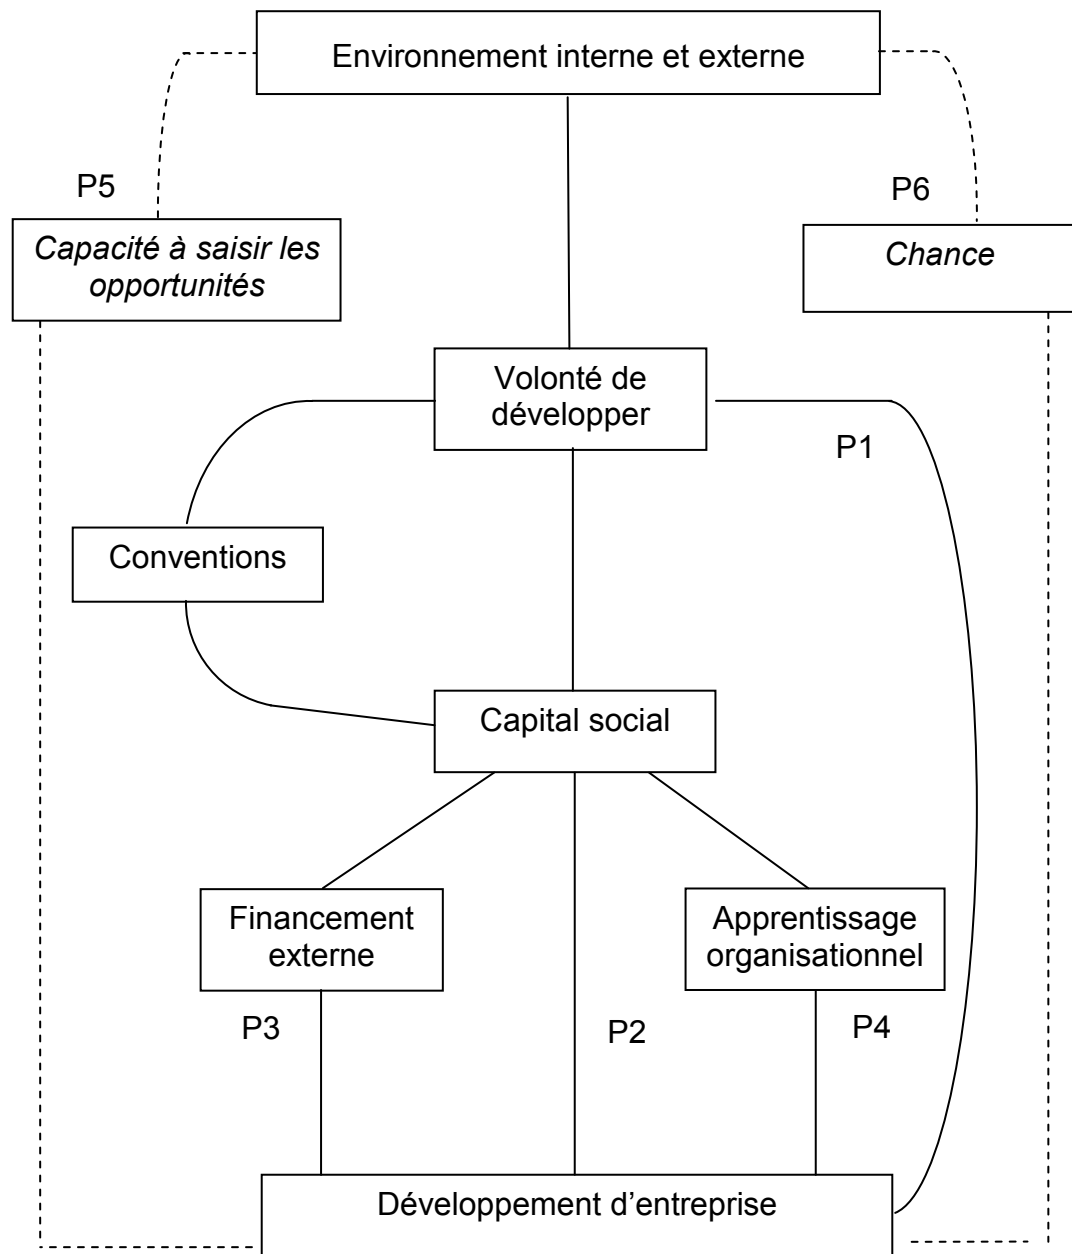 Environnement interne et externe
P5
P6
Capacité à saisir les
opportunités
Chance
Volonté de
développer
P1
Conventions
Capital social
Financement
externe
Apprentissage
organisationnel
P3
P2
P4
Développement d’entreprise